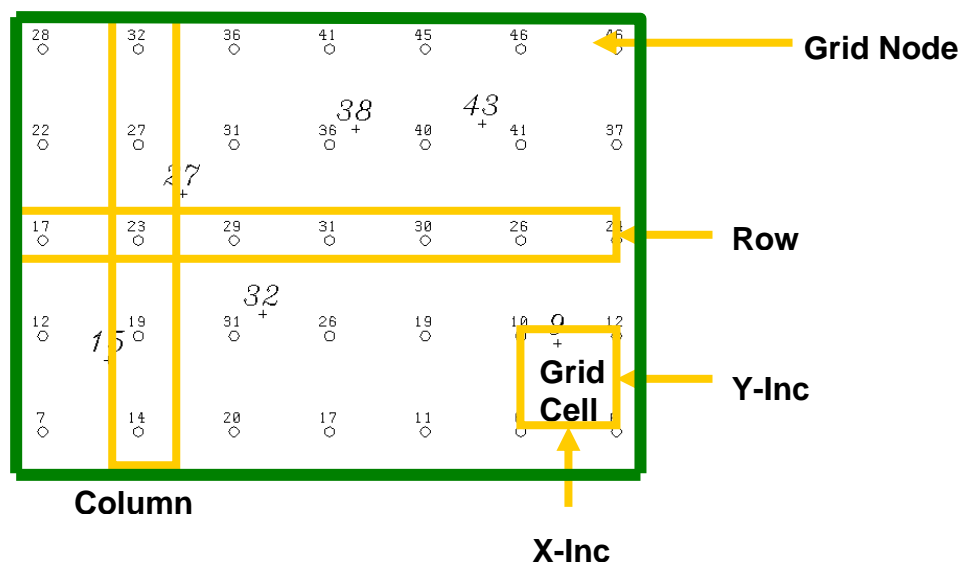 28 32 36 41 45 46 46
Grid Node
38 43
22 27 31 36 40 41 37
27
17 23 29 31 30 26 24
Row
32
12 19 31 26 19 10 9 12
15
Grid
Cell
Y-Inc
7 14 20 17 11
Column
X-Inc